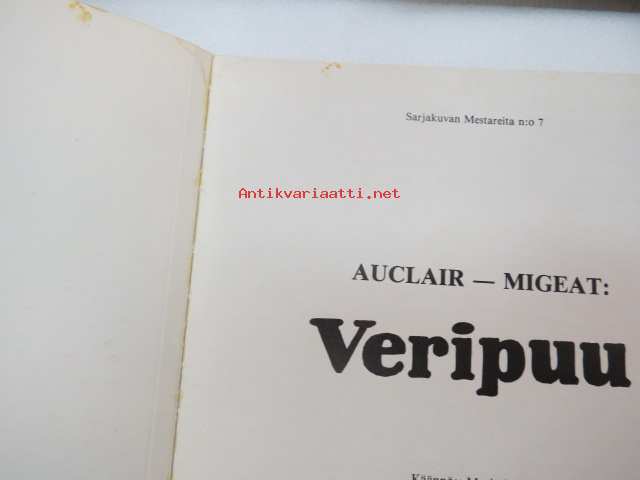 Sarjakuvan Mestareita n:o 7
Antikvariaatti.net
AUCLAIR — MIGEAT:
Veripuu